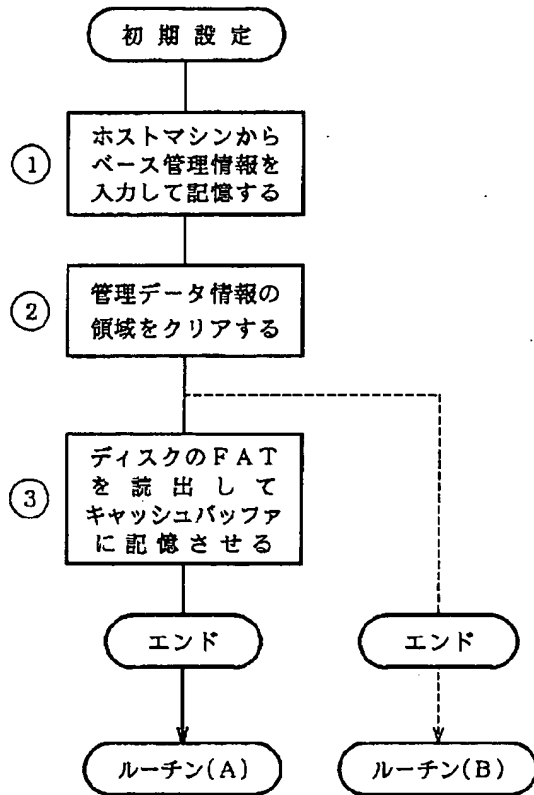 初期設定
①
ホストマシンから
ベース管理情報を
入力して記憶する
②
管理データ情報の
領域をクリアする
③
ディスクのFAT
を読出して
キャッシュバッファ
に記憶させる
エンド
エンド
ルーチン(A)
ルーチン(B)